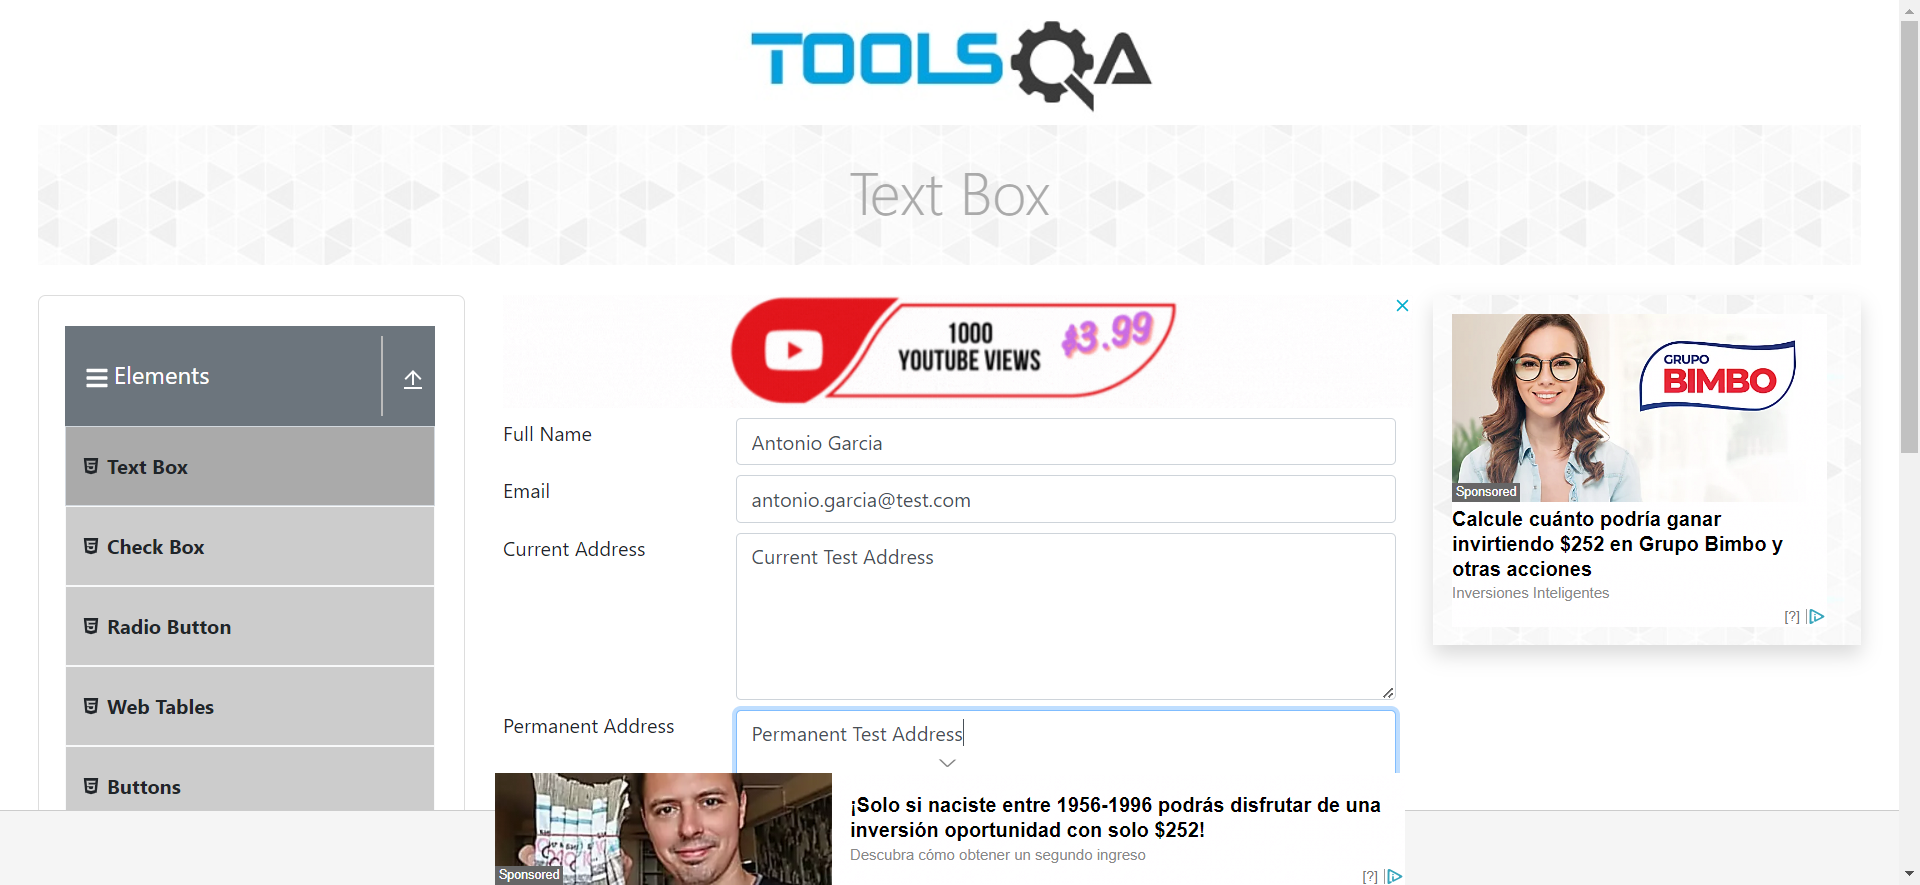 TOOLSQA
Text Box
Elements
Text Box
Check Box
Radio Button
Web Tables
Buttons
1000
YOUTUBE VIEWS
$3.99
Full Name
Antonio Garcia
Email
antonio.garcia@test.com
Current Address
Current Test Address
Permanent Address
Permanent Test Address
GRUPO
BIMBO
Sponsored
Calcule cuánto podría ganar
invirtiendo $252 en Grupo Bimbo y
otras acciones
Inversiones Inteligentes
[?]
Sponsored
¡Solo si naciste entre 1956-1996 podrás disfrutar de una
inversión oportunidad con solo $252!
Descubra cómo obtener un segundo ingreso
[?]